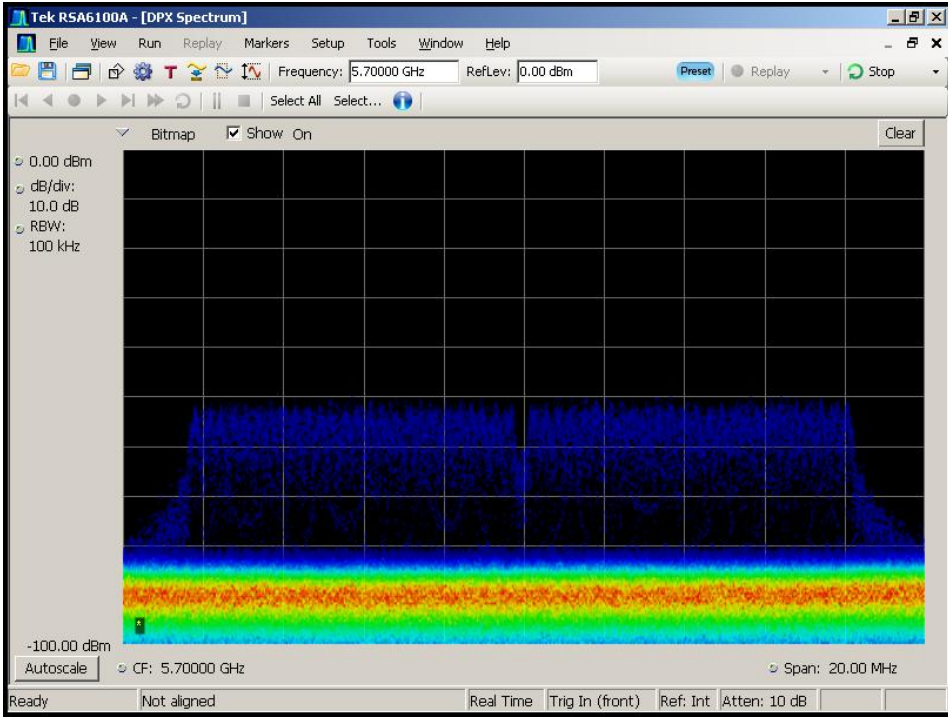 Tek RSA6100A - [DPX Spectrum]
File View Run Replay Markers Setup Tools Window Help
T Frequency: 5.70000 GHz RefLev: 0.00 dBm Preset Replay Stop
Select All Select...
Bitmap Show On Clear
0.00 dBm
dB/div:
10.0 dB
RBW:
100 kHz
-100.00 dBm
Autoscale CF: 5.70000 GHz Span: 20.00 MHz
Ready Not aligned Real Time Trig In (front) Ref: Int Atten: 10 dB